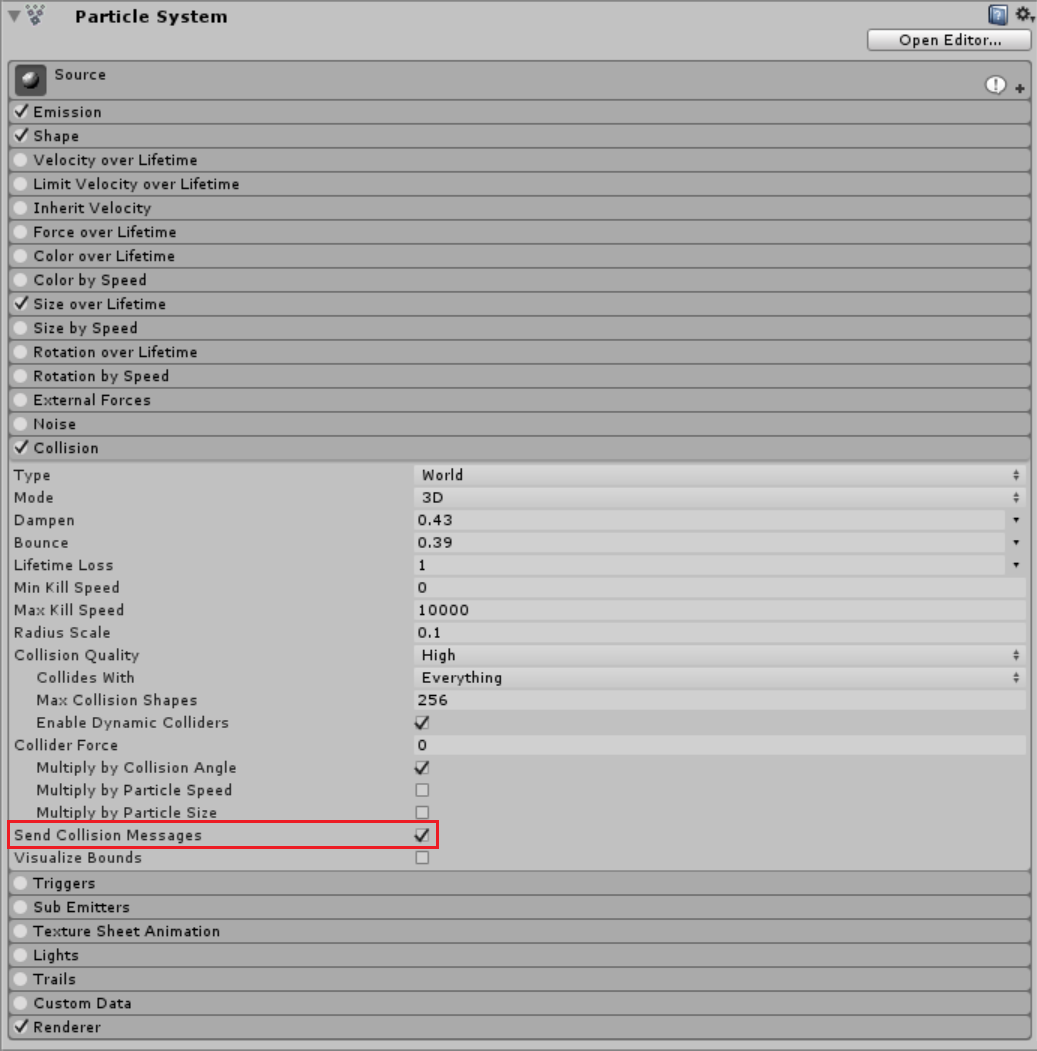 Particle System
Open Editor...
Source
Emission
Shape
Velocity over Lifetime
Limit Velocity over Lifetime
Inherit Velocity
Force over Lifetime
Color over Lifetime
Color by Speed
Size over Lifetime
Size by Speed
Rotation over Lifetime
Rotation by Speed
External Forces
Noise
Collision
Type World
Mode 3D
Dampen 0.43
Bounce 0.39
Lifetime Loss 1
Min Kill Speed 0
Max Kill Speed 10000
Radius Scale 0.1
Collision Quality High
Collides With Everything
Max Collision Shapes 256
Enable Dynamic Colliders
Collider Force 0
Multiply by Collision Angle
Multiply by Particle Speed
Multiply by Particle Size
Send Collision Messages
Visualize Bounds
Triggers
Sub Emitters
Texture Sheet Animation
Lights
Trails
Custom Data
Renderer